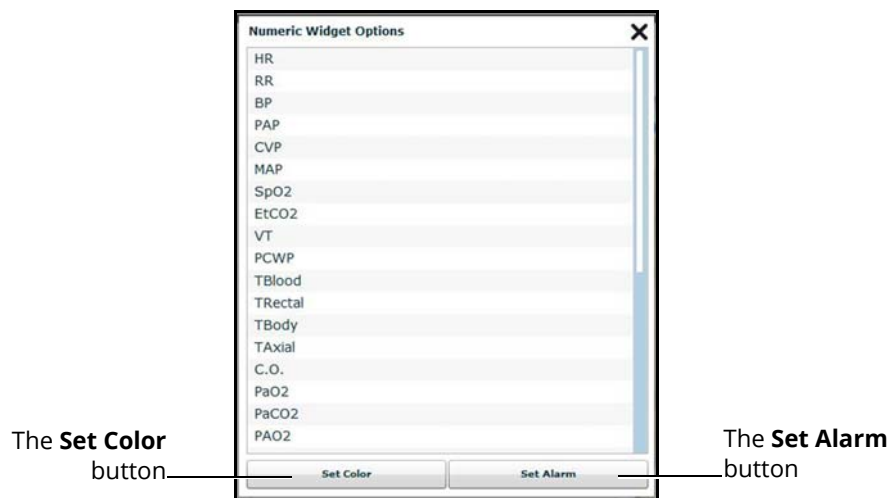 Numeric Widget Options
HR
RR
BP
PAP
CVP
MAP
SpO2
EtCO2
VT
PCWP
TBlood
TRectal
TBody
TAxial
C.O.
PaO2
PaCO2
PAO2
The Set Color
button
Set Color
Set Alarm
The Set Alarm
button